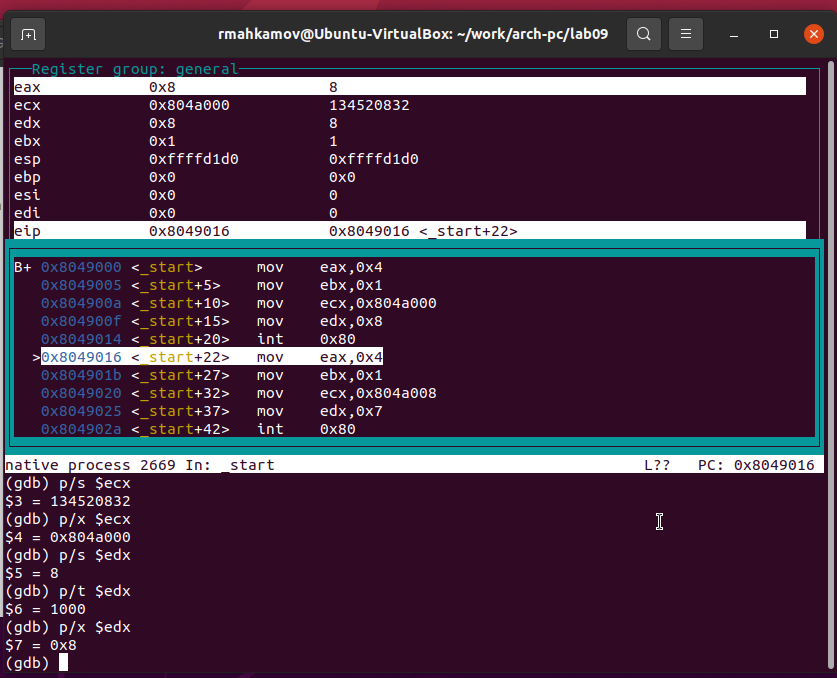 rmahkamov@Ubuntu-VirtualBox: ~/work/arch-pc/lab09
Register group: general
eax 0x8 8
ecx 0x804a000 134520832
edx 0x8 8
ebx 0x1 1
esp 0xffffd1d0 0xffffd1d0
ebp 0x0 0x0
esi 0x0 0
edi 0x0 0
eip 0x8049016 0x8049016 <_start+22>
B+ 0x8049000 <_start> mov eax,0x4
0x8049005 <_start+5> mov ebx,0x1
0x804900a <_start+10> mov ecx,0x804a000
0x804900f <_start+15> mov edx,0x8
0x8049014 <_start+20> int 0x80
>0x8049016 <_start+22> mov eax,0x4
0x804901b <_start+27> mov ebx,0x1
0x8049020 <_start+32> mov ecx,0x804a008
0x8049025 <_start+37> mov edx,0x7
0x804902a <_start+42> int 0x80
native process 2669 In: _start L?? PC: 0x8049016
(gdb) p/s $ecx
$3 = 134520832
(gdb) p/x $ecx
$4 = 0x804a000
(gdb) p/s $edx
$5 = 8
(gdb) p/t $edx
$6 = 1000
(gdb) p/x $edx
$7 = 0x8
(gdb)